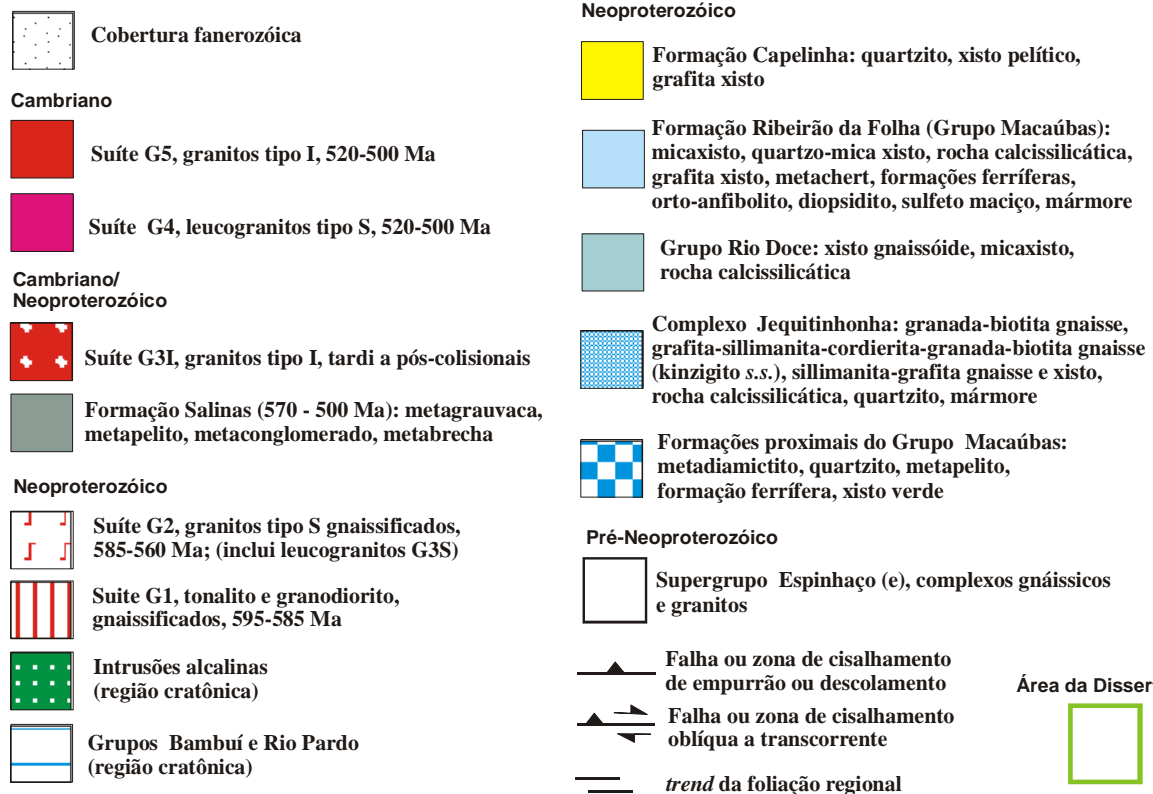 Cobertura fanerozóica
Cambriano
Suíte G5, granitos tipo I, 520-500 Ma
Suíte G4, leucogranitos tipo S, 520-500 Ma
Cambriano/
Neoproterozóico
Suíte G3I, granitos tipo I, tardi a pós-colisionais
Formação Salinas (570 - 500 Ma): metagrauvaca,
metapelito, metaconglomerado, metabrecha
Neoproterozóico
Suíte G2, granitos tipo S gnaissificados,
585-560 Ma; (inclui leucogranitos G3S)
Suite G1, tonalito e granodiorito,
gnaissificados, 595-585 Ma
Intrusões alcalinas
(região cratônica)
Grupos Bambuí e Rio Pardo
(região cratônica)
Neoproterozóico
Formação Capelinha: quartzito, xisto pelítico,
grafita xisto
Formação Ribeirão da Folha (Grupo Macaúbas):
micaxisto, quartzo-mica xisto, rocha calcissilicática,
grafita xisto, metachert, formações ferríferas,
orto-anfibolito, diopsidito, sulfeto maciço, mármore
Grupo Rio Doce: xisto gnaissóide, micaxisto,
rocha calcissilicática
Complexo Jequitinhonha: granada-biotita gnaisse,
grafita-sillimanita-cordierita-granada-biotita gnaisse
(kinzigito s.s.), sillimanita-grafita gnaisse e xisto,
rocha calcissilicática, quartzito, mármore
Formações proximais do Grupo Macaúbas:
metadiamictito, quartzito, metapelito,
formação ferrífera, xisto verde
Pré-Neoproterozóico
Supergrupo Espinhaço (e), complexos gnáissicos
e granitos
Falha ou zona de cisalhamento
de empurrão ou descolamento
Falha ou zona de cisalhamento
oblíqua a transcorrente
trend da foliação regional
Área da Disser